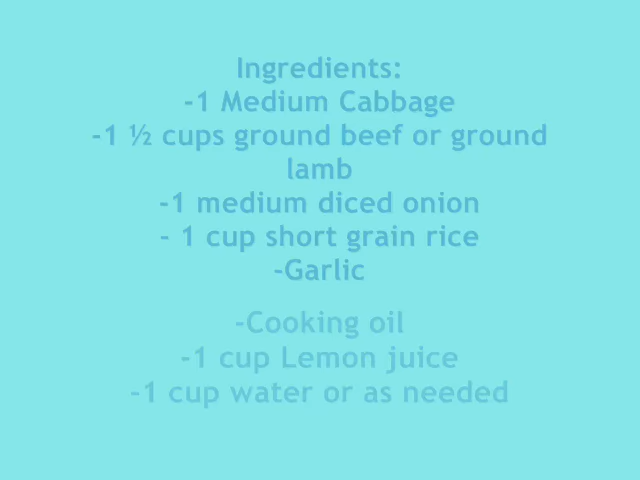 Ingredients:
-1 Medium Cabbage
-1 ½ cups ground beef or ground
lamb
-1 medium diced onion
- 1 cup short grain rice
-Garlic
-Cooking oil
-1 cup Lemon juice
-1 cup water or as needed